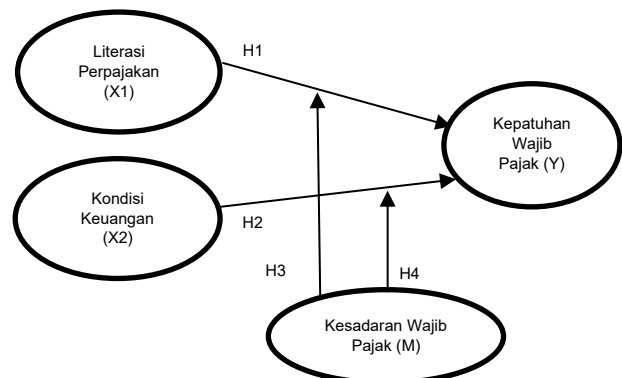 Literasi
Perpajakan
(X1)
H1
Kepatuhan
Wajib
Pajak (Y)
Kondisi
Keuangan
(X2)
H2
H3
H4
Kesadaran Wajib
Pajak (M)